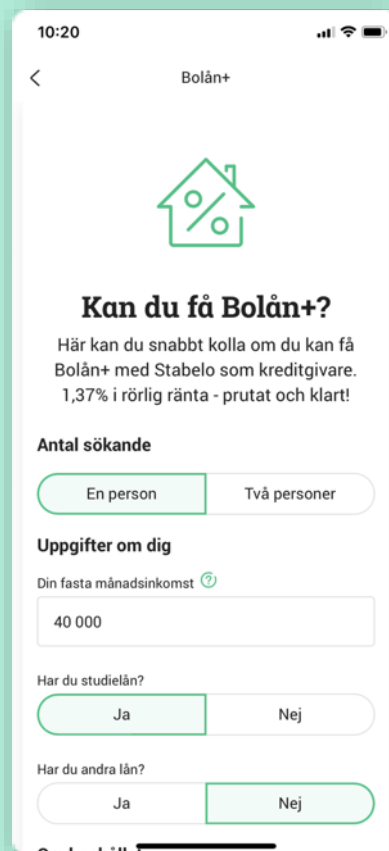 10:20
Bolån+
Kan du få Bolån+?
Här kan du snabbt kolla om du kan få
Bolån+ med Stabelo som kreditgivare.
1,37% i rörlig ränta - prutat och klart!
Antal sökande
En person Två personer
Uppgifter om dig
Din fasta månadsinkomst ?
40 000
Har du studielån?
Ja Nej
Har du andra lån?
Ja Nej